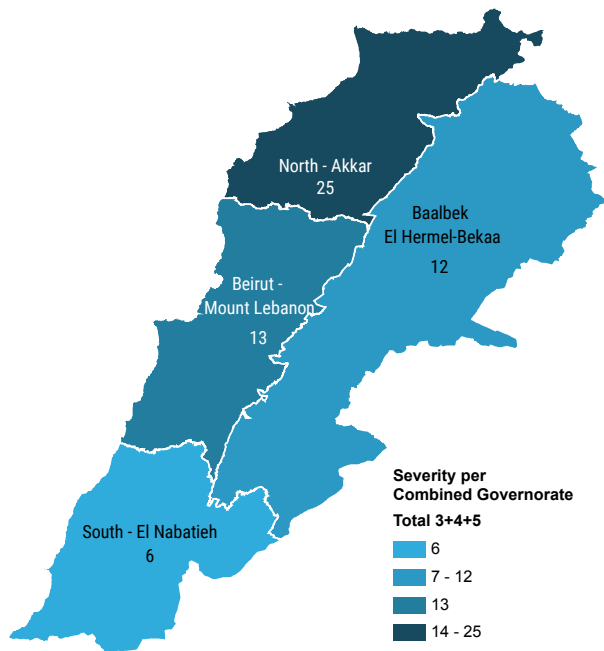 North - Akkar
25
Baalbek
El Hermel-Bekaa
12
Beirut -
Mount Lebanon
13
South - El Nabatieh
6
Severity per
Combined Governorate
Total 3+4+5
6
7 - 12
13
14 - 25